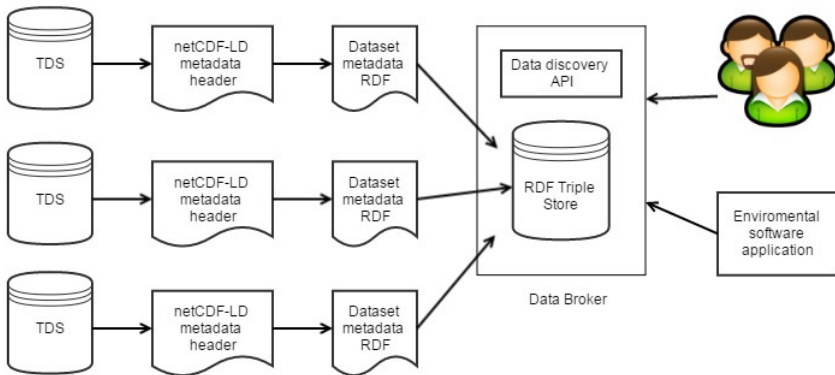 TDS
netCDF-LD
metadata
header
Dataset
metadata
RDF
Data discovery
API
TDS
netCDF-LD
metadata
header
Dataset
metadata
RDF
RDF Triple
Store
Enviromental
software
application
TDS
netCDF-LD
metadata
header
Dataset
metadata
RDF
Data Broker